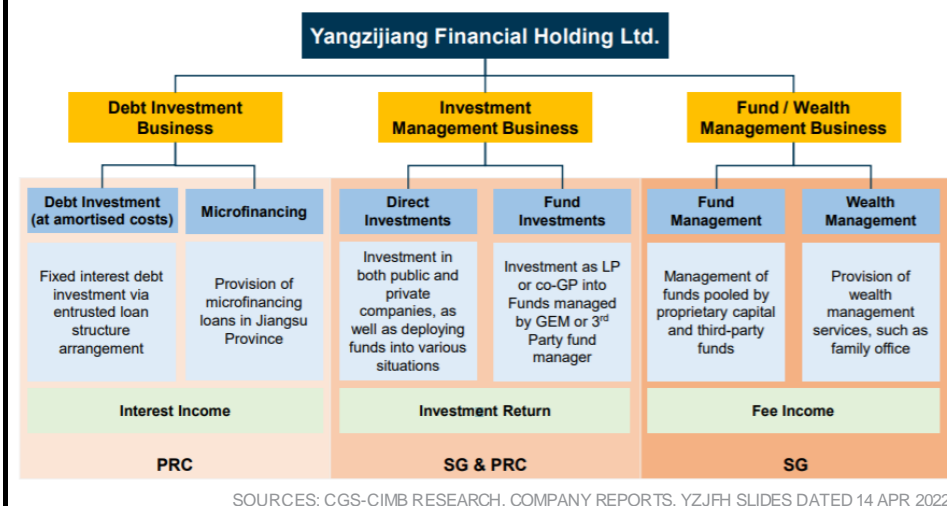 Yangzijiang Financial Holding Ltd.
Debt Investment
Business
Investment
Management Business
Fund / Wealth
Management Business
Debt Investment
(at amortised costs)
Microfinancing
Direct
Investments
Fund
Investments
Fund
Management
Wealth
Management
Fixed interest debt
investment via
entrusted loan
structure
arrangement
Provision of
microfinancing
loans in Jiangsu
Province
Investment in
both public and
private
companies, as
well as deploying
funds into various
situations
Investment as LP
or co-GP into
Funds managed
by GEM or 3rd
Party fund
manager
Management of
funds pooled by
proprietary capital
and third-party
funds
Provision of
wealth
management
services, such as
family office
Interest Income
Investment Return
Fee Income
PRC
SG & PRC
SG
SOURCES: CGS-CIMB RESEARCH, COMPANY REPORTS, YZJFH SLIDES DATED 14 APR 2022